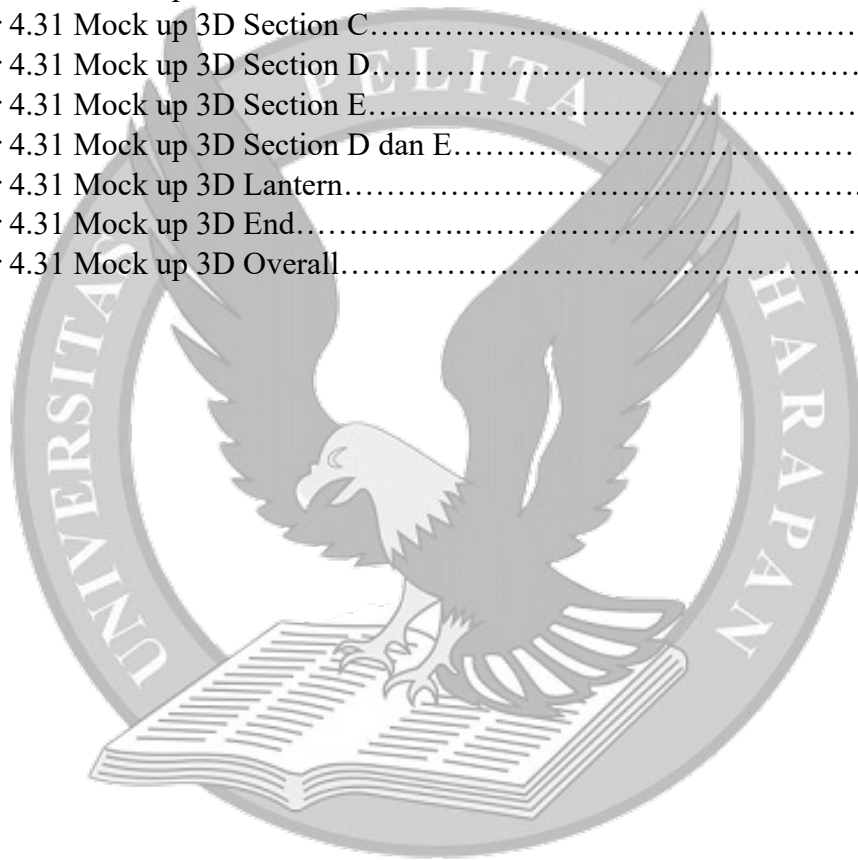 4.31 Mock up 3D Section C……………..……………………………
4.31 Mock up 3D Section D……………………………..……………
4.31 Mock up 3D Section E……………………………………………
4.31 Mock up 3D Section D dan E……………………………..………
4.31 Mock up 3D Lantern………………………………………………
4.31 Mock up 3D End……………..……………………………………
4.31 Mock up 3D Overall………………………………………………
UNIVERSITAS PELITA HARAPAN